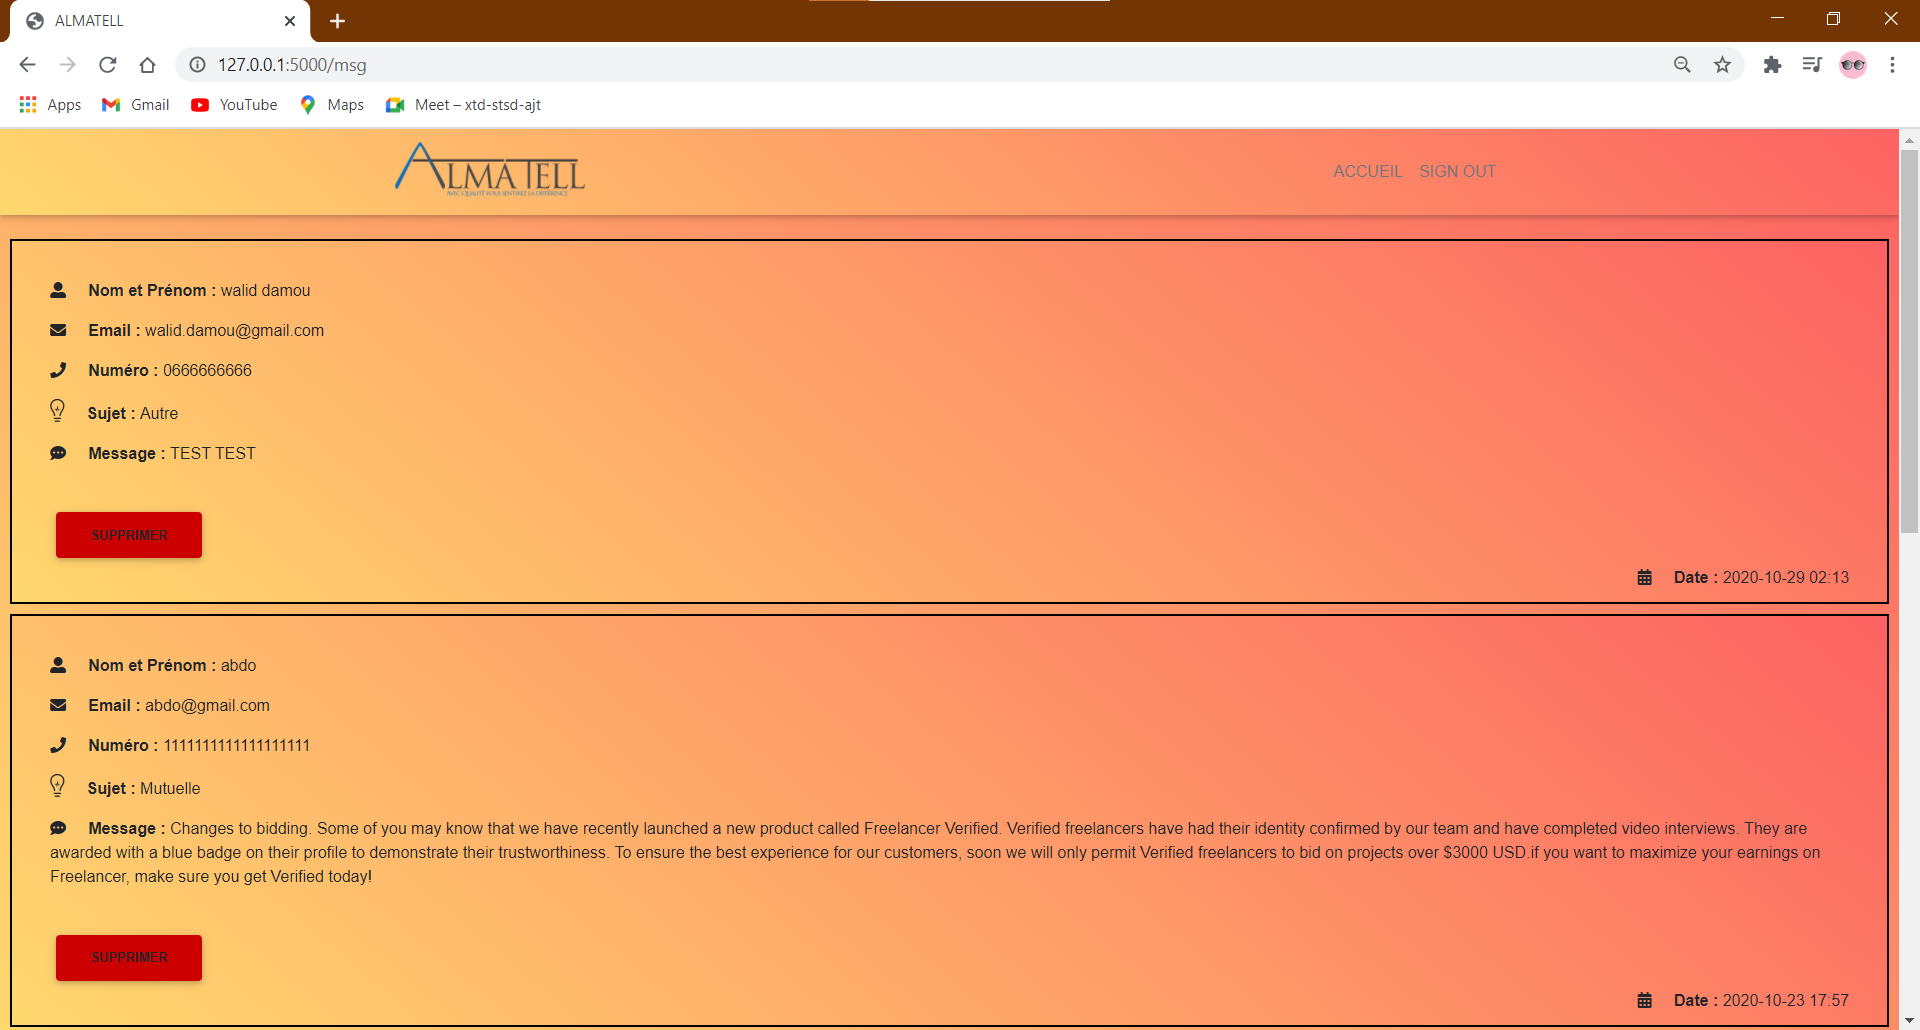 ALMATELL
127.0.0.1:5000/msg
Apps Gmail YouTube Maps Meet – xtd-stsd-ajt
ALMATELL
AVEC QUALITÉ VOUS SENTIREZ LA DIFFÉRENCE
ACCUEIL SIGN OUT
Nom et Prénom : walid damou
Email : walid.damou@gmail.com
Numéro : 0666666666
Sujet : Autre
Message : TEST TEST
SUPPRIMER
Date : 2020-10-29 02:13
Nom et Prénom : abdo
Email : abdo@gmail.com
Numéro : 1111111111111111111
Sujet : Mutuelle
Message : Changes to bidding. Some of you may know that we have recently launched a new product called Freelancer Verified. Verified freelancers have had their identity confirmed by our team and have completed video interviews. They are
awarded with a blue badge on their profile to demonstrate their trustworthiness. To ensure the best experience for our customers, soon we will only permit Verified freelancers to bid on projects over $3000 USD.if you want to maximize your earnings on
Freelancer, make sure you get Verified today!
SUPPRIMER
Date : 2020-10-23 17:57